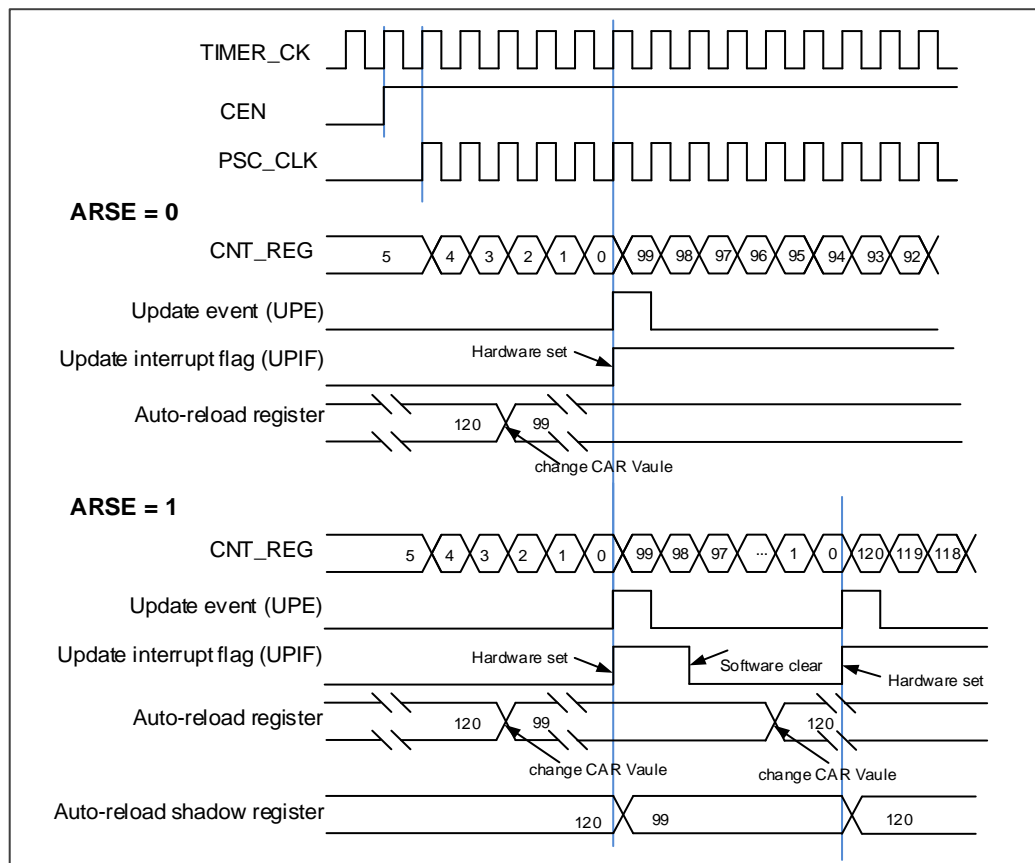 TIMER_CK
CEN
PSC_CLK
ARSE = 0
CNT_REG 5 4 3 2 1 0 99 98 97 96 95 94 93 92
Update event (UPE)
Update interrupt flag (UPIF) Hardware set
Auto-reload register 120 99
change CAR Vaule
ARSE = 1
CNT_REG 5 4 3 2 1 0 99 98 97 ... 1 0 120 119 118
Update event (UPE)
Update interrupt flag (UPIF) Hardware set Software clear Hardware set
Auto-reload register 120 99 120
change CAR Vaule change CAR Vaule
Auto-reload shadow register 120 99 120